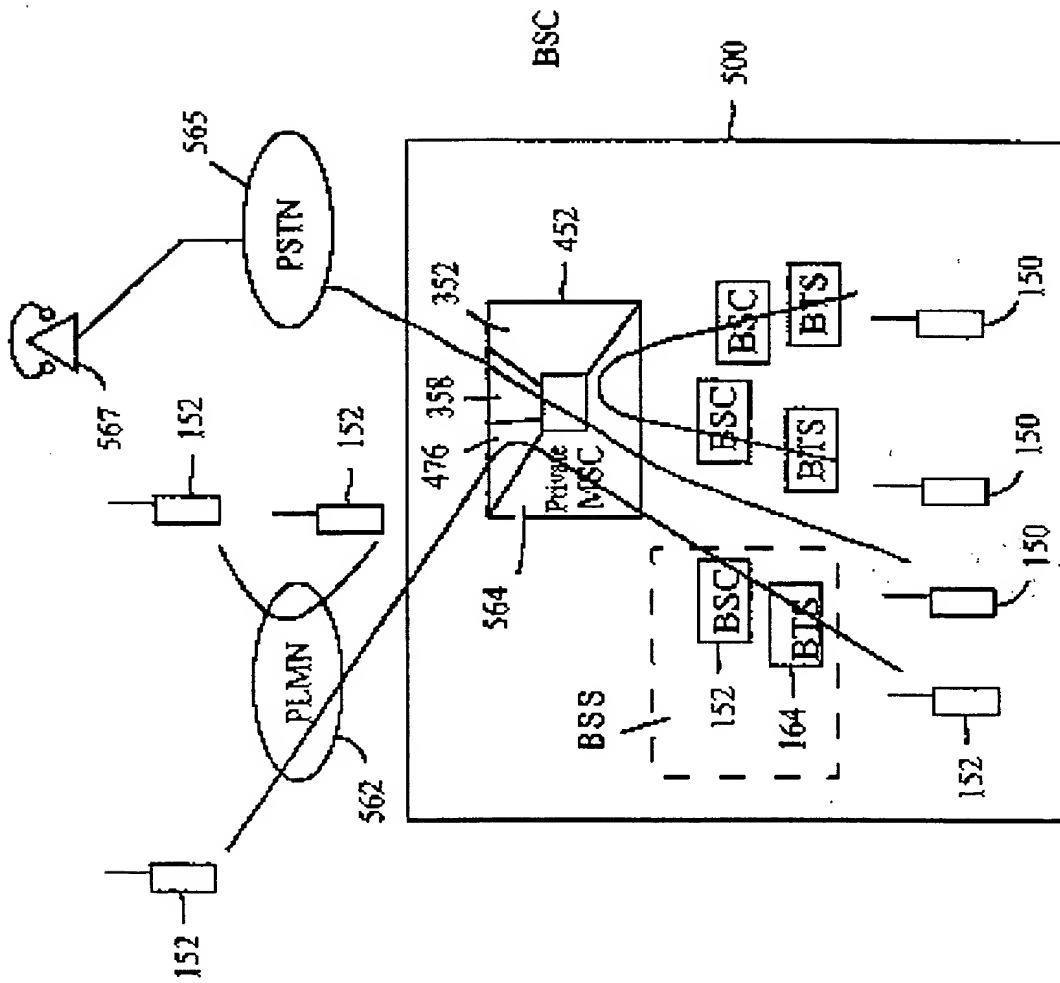 567
152
565
PSTN
152
PLMN
562
152
BSC
500
476
358
352
452
Private
MSC
564
BSS
BSC
152
BTS
164
BSC
BTS
BSC
BTS
152
150
150
150